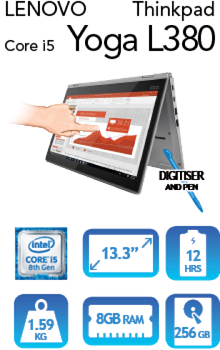 LENOVO Thinkpad
Core i5 Yoga L380
DIGITISER
AND PEN
intel
CORE i5
8th Gen
13.3”
12
HRS
1.59
KG
8GB RAM
256 GB